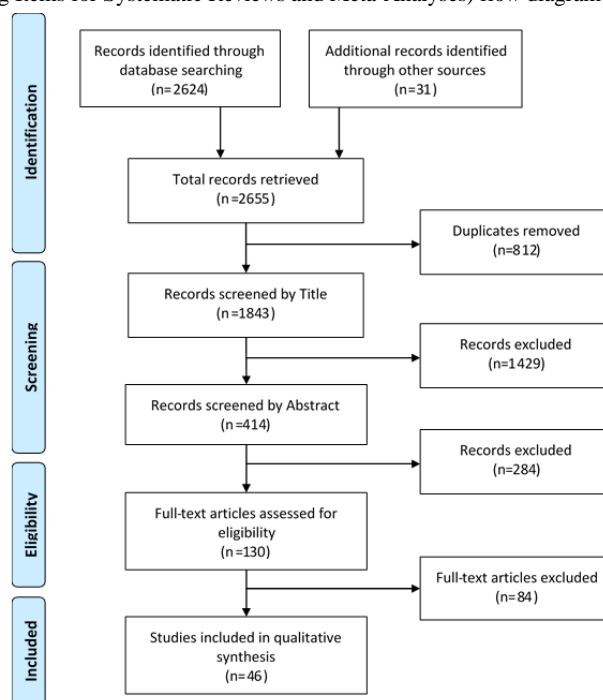 g Items for Systematic Reviews and Meta-Analyses) flow diagram
Identification
Records identified through
database searching
(n=2624)
Additional records identified
through other sources
(n=31)
Total records retrieved
(n=2655)
Duplicates removed
(n=812)
Screening
Records screened by Title
(n=1843)
Records excluded
(n=1429)
Records screened by Abstract
(n=414)
Records excluded
(n=284)
Eligibility
Full-text articles assessed for
eligibility
(n=130)
Full-text articles excluded
(n=84)
Included
Studies included in qualitative
synthesis
(n=46)